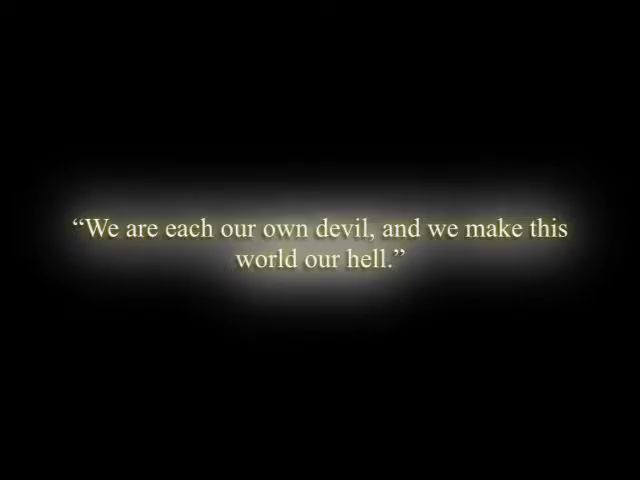 “We are each our own devil, and we make this
world our hell.”